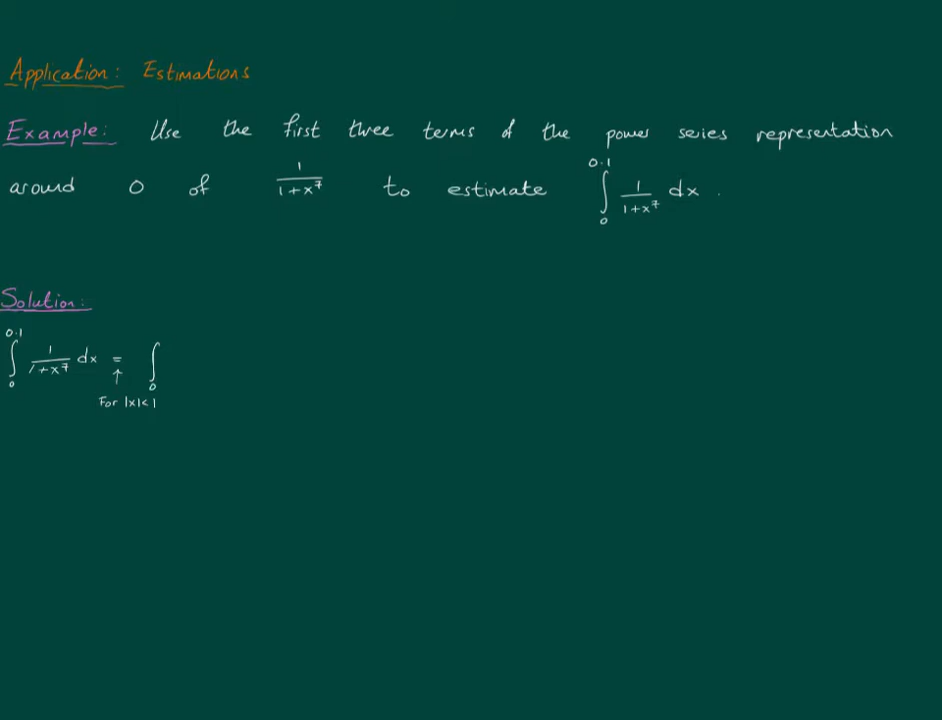 Application: Estimations
Example: Use the first three terms of the power series representation
around 0 of 1/(1+x⁷) to estimate ∫₀^0.1 1/(1+x⁷) dx.
Solution:
∫₀^0.1 1/(1+x⁷) dx = ∫₀
↑
For |x|<1